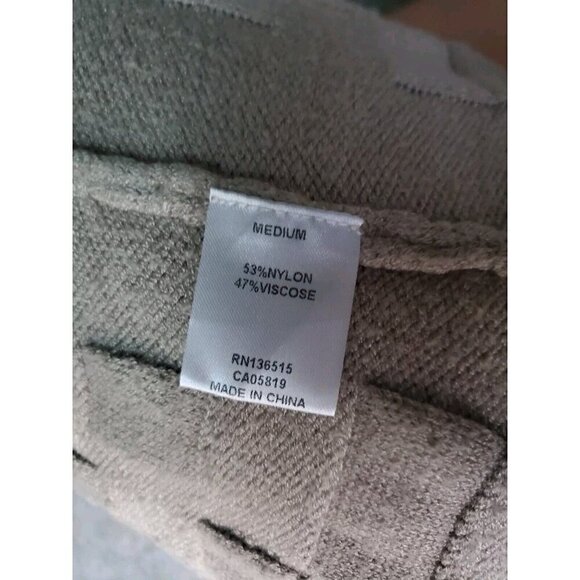 MEDIUM
53%NYLON
47%VISCOSE
RN136515
CA05819
MADE IN CHINA